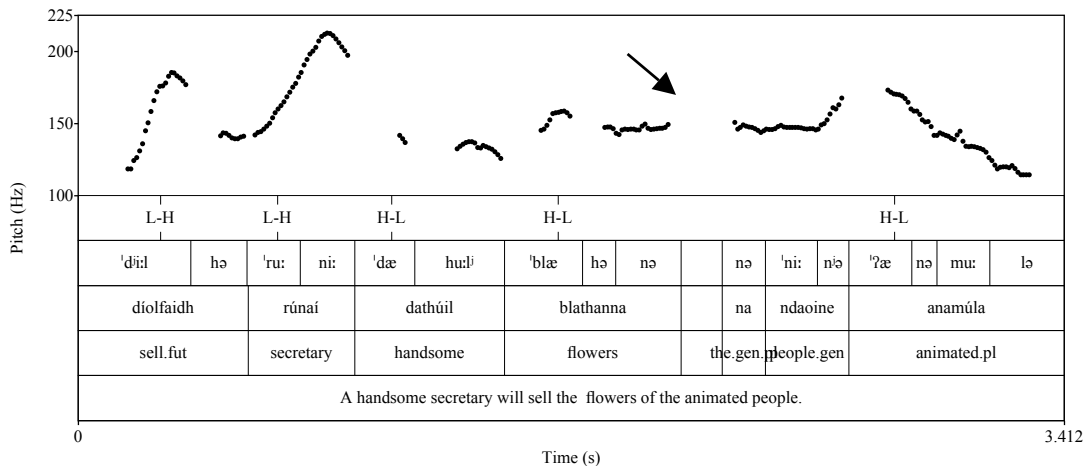 225
200
150
100
Pitch (Hz)
L-H L-H H-L H-L H-L
ˈdʲiːl hə ˈruː niː ˈdæ huːlʲ ˈblæ hə nə nə ˈniː nʲə ˈʔæ nə muː lə
díolfaidh rúnaí dathúil blathanna na ndaoine anamúla
sell.fut secretary handsome flowers the.gen.pl people.gen animated.pl
A handsome secretary will sell the flowers of the animated people.
0 3.412
Time (s)